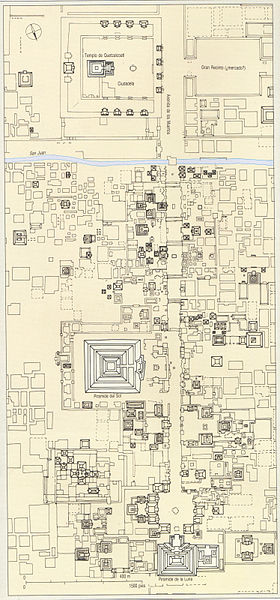 Templo de Quetzalcoatl
Ciudadela
Gran Recinto (¿mercado?)
Avenida de los Muertos
San Juan
Pirámide del Sol
Pirámide de la Luna
0
400 m
1500 pies